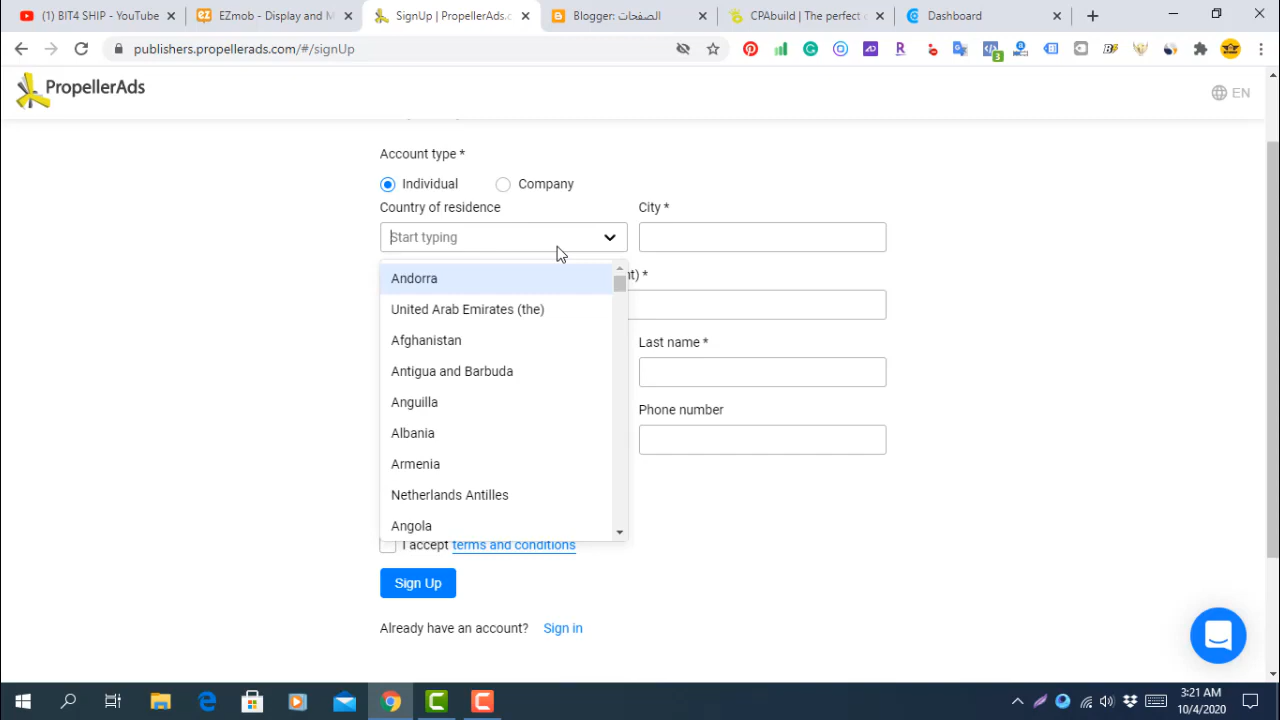 (1) BIT4 SHIP - YouTube
EZmob - Display and M
SignUp | PropellerAds.c
Blogger: الصفحات
CPAbuild | The perfect c
Dashboard
publishers.propellerads.com/#/signUp
3
PropellerAds
EN
Account type *
Individual
Company
Country of residence
City *
Start typing
Andorra
nt) *
United Arab Emirates (the)
Afghanistan
Last name *
Antigua and Barbuda
Anguilla
Phone number
Albania
Armenia
Netherlands Antilles
Angola
I accept terms and conditions
Sign Up
Already have an account? Sign in
3:21 AM
10/4/2020